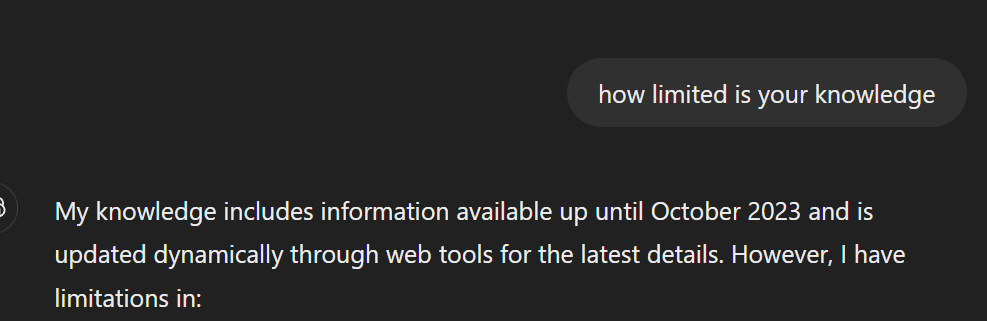 how limited is your knowledge
My knowledge includes information available up until October 2023 and is
updated dynamically through web tools for the latest details. However, I have
limitations in: